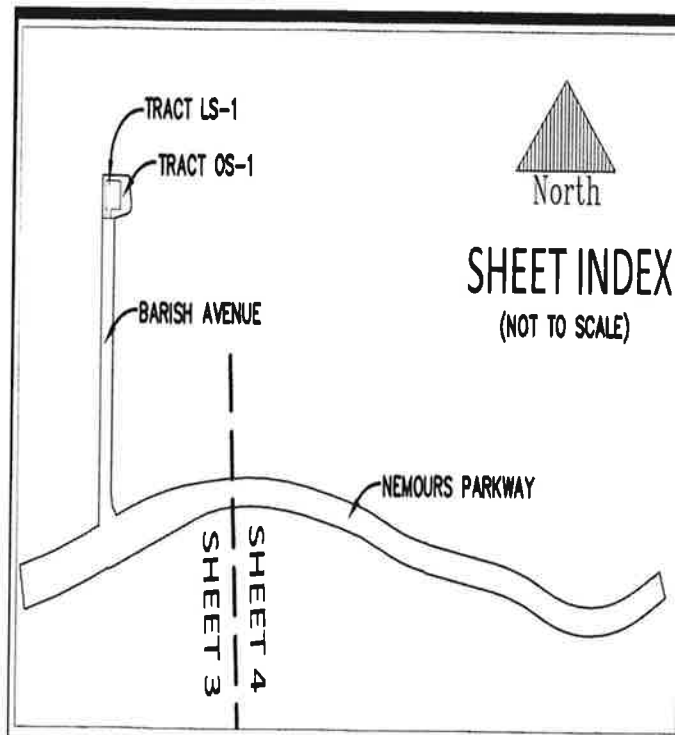 TRACT LS-1
TRACT OS-1
North
SHEET INDEX
(NOT TO SCALE)
BARISH AVENUE
NEMOURS PARKWAY
SHEET 3
SHEET 4